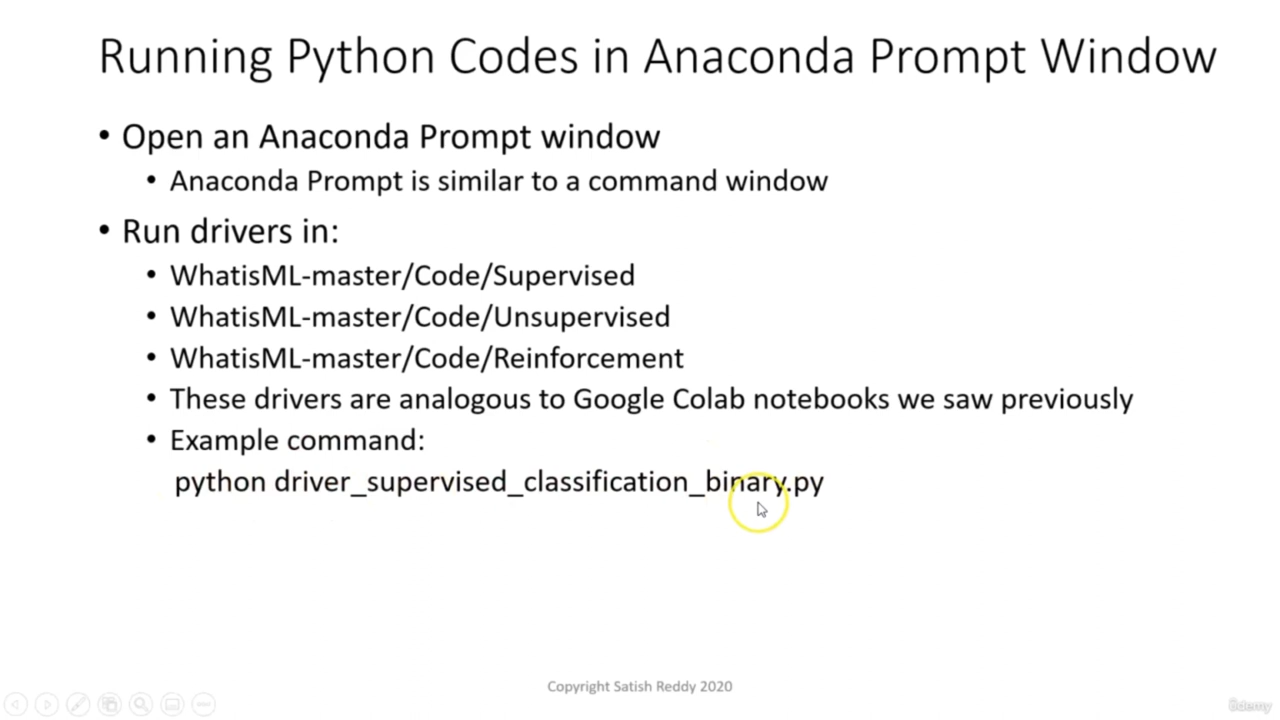 Running Python Codes in Anaconda Prompt Window
• Open an Anaconda Prompt window
• Anaconda Prompt is similar to a command window
• Run drivers in:
• WhatisML-master/Code/Supervised
• WhatisML-master/Code/Unsupervised
• WhatisML-master/Code/Reinforcement
• These drivers are analogous to Google Colab notebooks we saw previously
• Example command:
python driver_supervised_classification_binary.py
Copyright Satish Reddy 2020
ûdemy